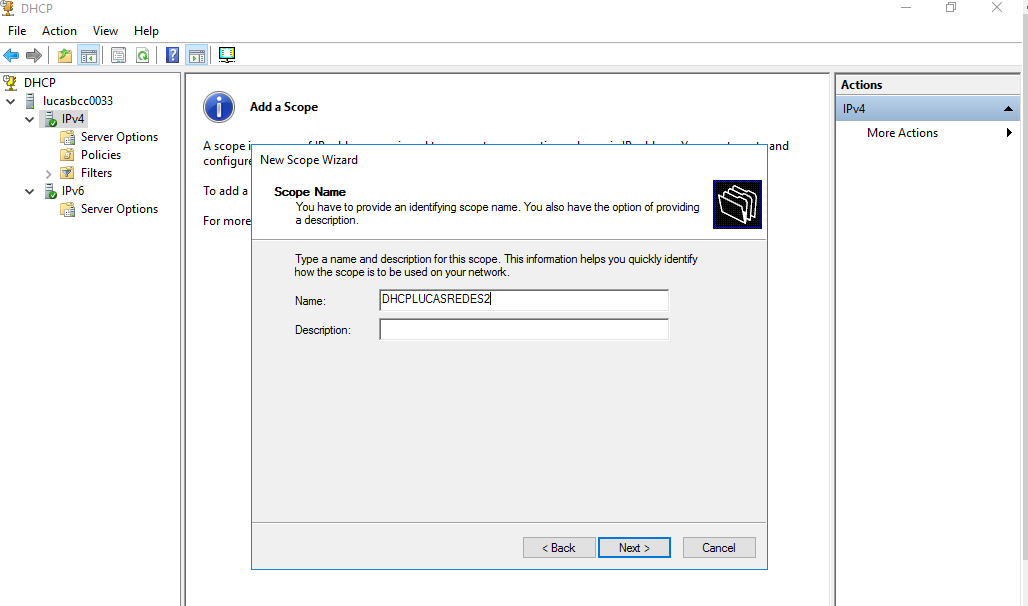 DHCP
File Action View Help
DHCP
lucasbcc0033
IPv4
Server Options
Policies
Filters
IPv6
Server Options
Add a Scope
A scope i
and
configure
To add a
For more
New Scope Wizard
Scope Name
You have to provide an identifying scope name. You also have the option of providing
a description.
Type a name and description for this scope. This information helps you quickly identify
how the scope is to be used on your network.
Name: DHCPLUCASREDES2
Description:
< Back Next > Cancel
Actions
IPv4
More Actions